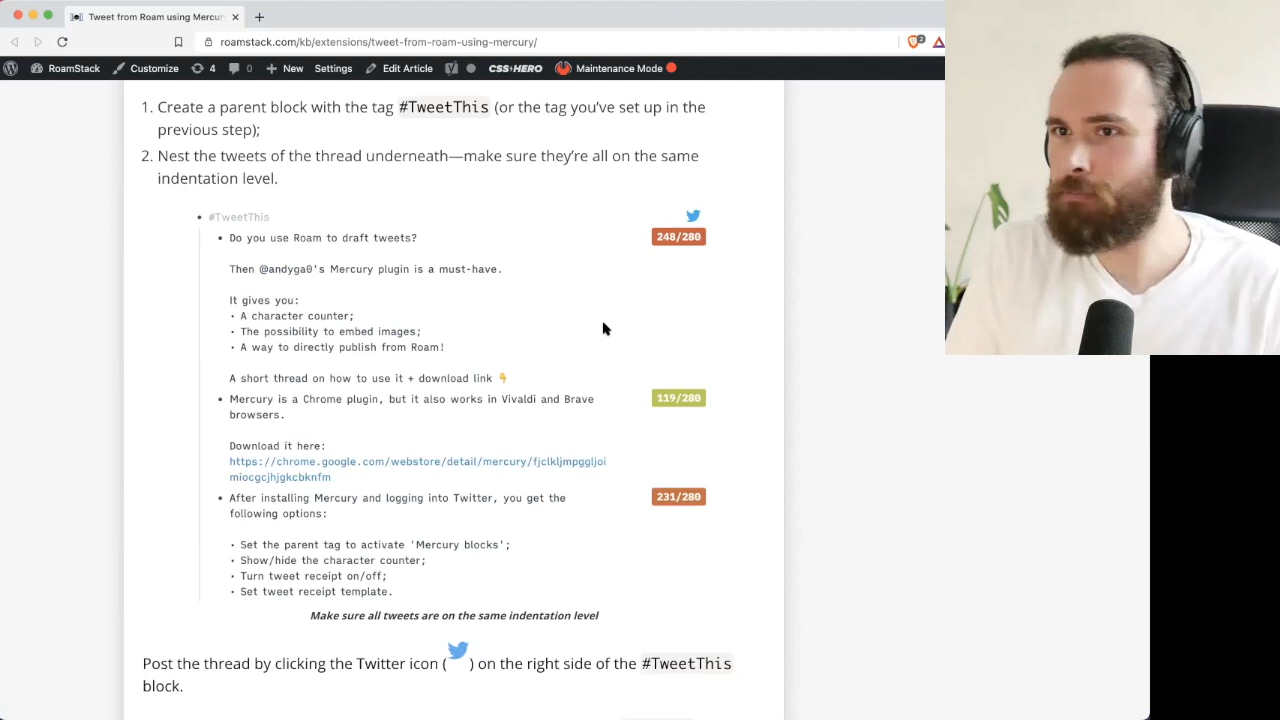 Tweet from Roam using Mercur
roamstack.com/kb/extensions/tweet-from-roam-using-mercury/
2
RoamStack
Customize
4
0
New
Settings
Edit Article
CSS HERO
Maintenance Mode
1. Create a parent block with the tag #TweetThis (or the tag you’ve set up in the
previous step);
2. Nest the tweets of the thread underneath—make sure they’re all on the same
indentation level.
• #TweetThis
• Do you use Roam to draft tweets?
248/280
Then @andyga0's Mercury plugin is a must-have.
It gives you:
• A character counter;
• The possibility to embed images;
• A way to directly publish from Roam!
A short thread on how to use it + download link 👇
• Mercury is a Chrome plugin, but it also works in Vivaldi and Brave
119/280
browsers.
Download it here:
https://chrome.google.com/webstore/detail/mercury/fjclkljmpggljoi
miocgcjhjgkcbknfm
• After installing Mercury and logging into Twitter, you get the
231/280
following options:
• Set the parent tag to activate 'Mercury blocks';
• Show/hide the character counter;
• Turn tweet receipt on/off;
• Set tweet receipt template.
Make sure all tweets are on the same indentation level
Post the thread by clicking the Twitter icon ( ) on the right side of the #TweetThis
block.